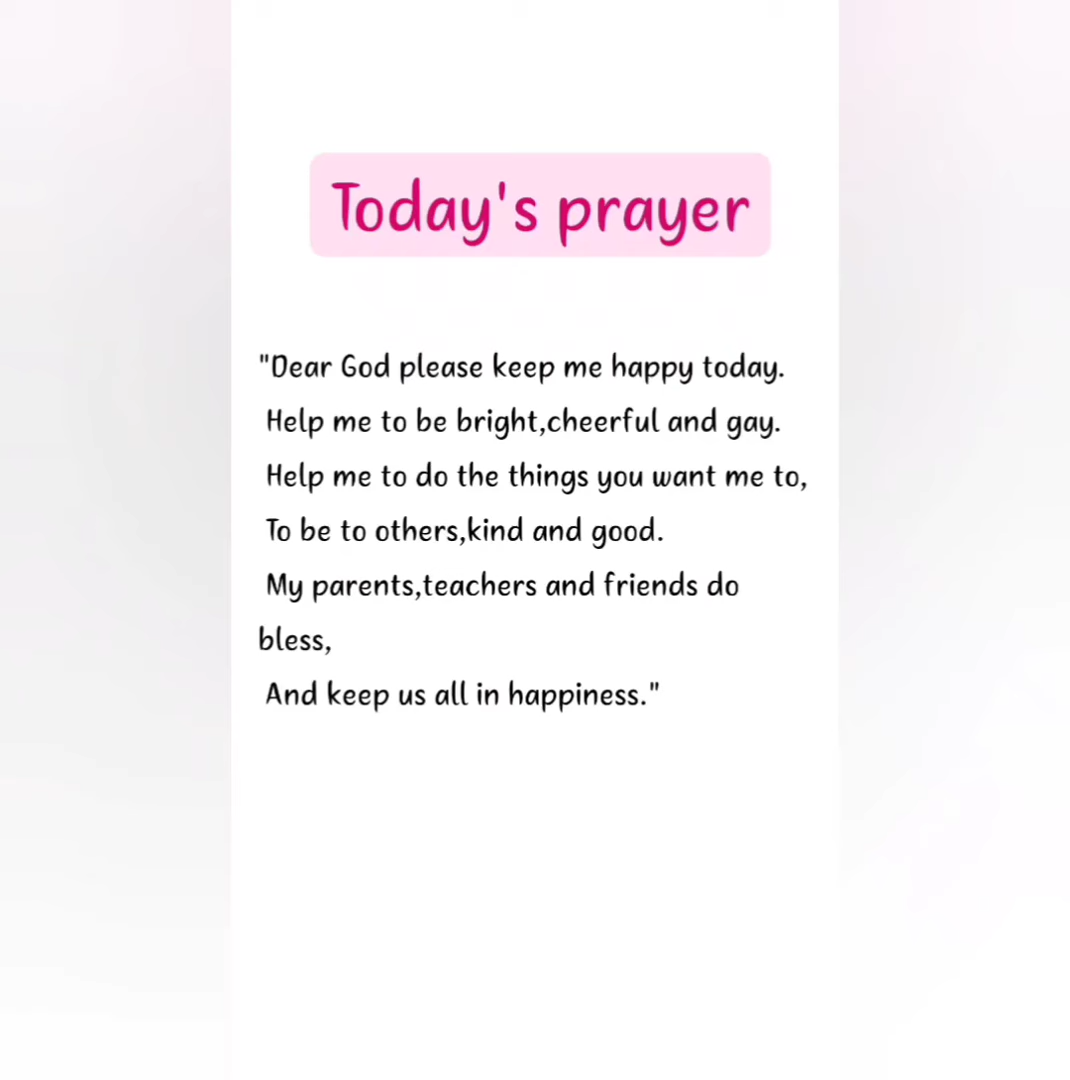 Today's prayer
"Dear God please keep me happy today.
Help me to be bright,cheerful and gay.
Help me to do the things you want me to,
To be to others,kind and good.
My parents,teachers and friends do
bless,
And keep us all in happiness."